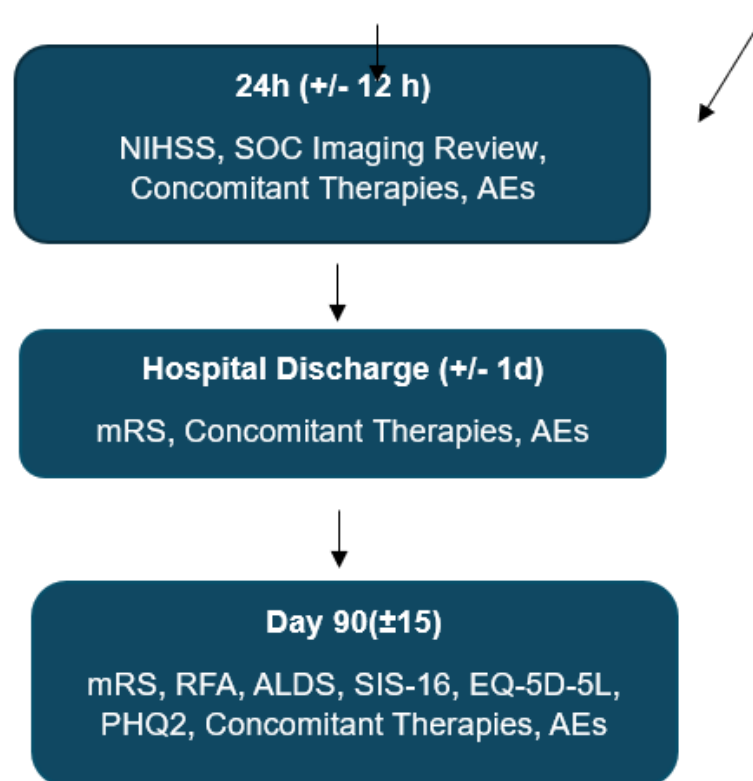 24h (+/- 12 h)
NIHSS, SOC Imaging Review,
Concomitant Therapies, AEs
Hospital Discharge (+/- 1d)
mRS, Concomitant Therapies, AEs
Day 90(±15)
mRS, RFA, ALDS, SIS-16, EQ-5D-5L,
PHQ2, Concomitant Therapies, AEs